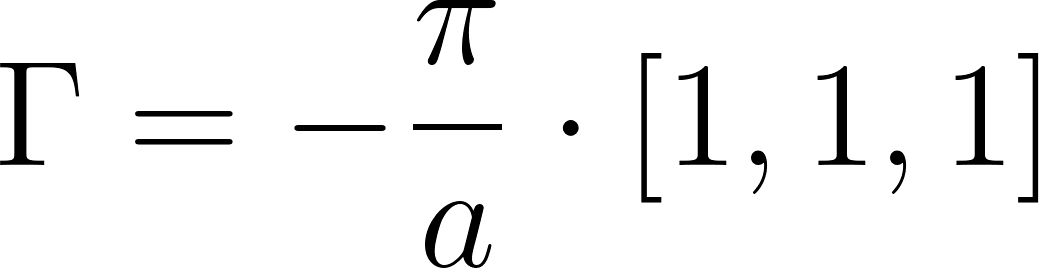 Γ = −π/a · [1, 1, 1]